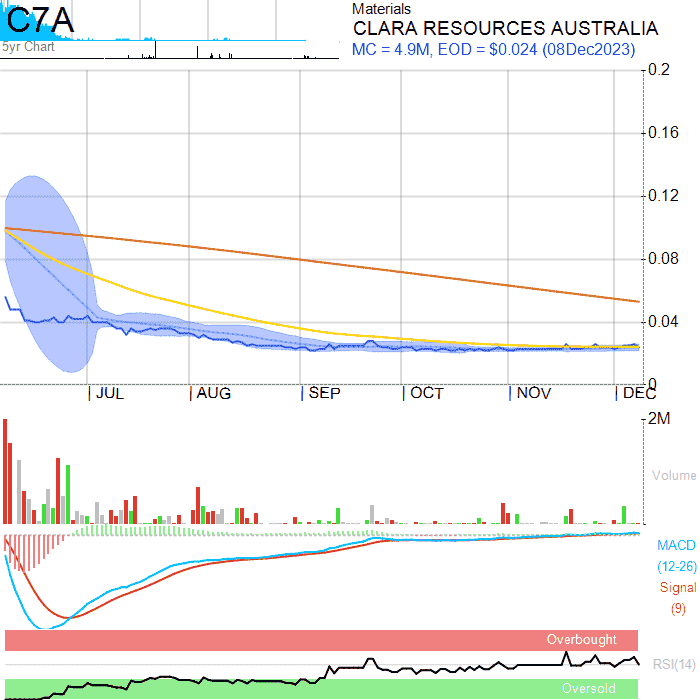 C7A
5yr Chart
Materials
CLARA RESOURCES AUSTRALIA
MC = 4.9M, EOD = $0.024 (08Dec2023)
0.2
0.16
0.12
0.08
0.04
0
JUL AUG SEP OCT NOV DEC
2M
Volume
MACD
(12-26)
Signal
(9)
Overbought
RSI(14)
Oversold